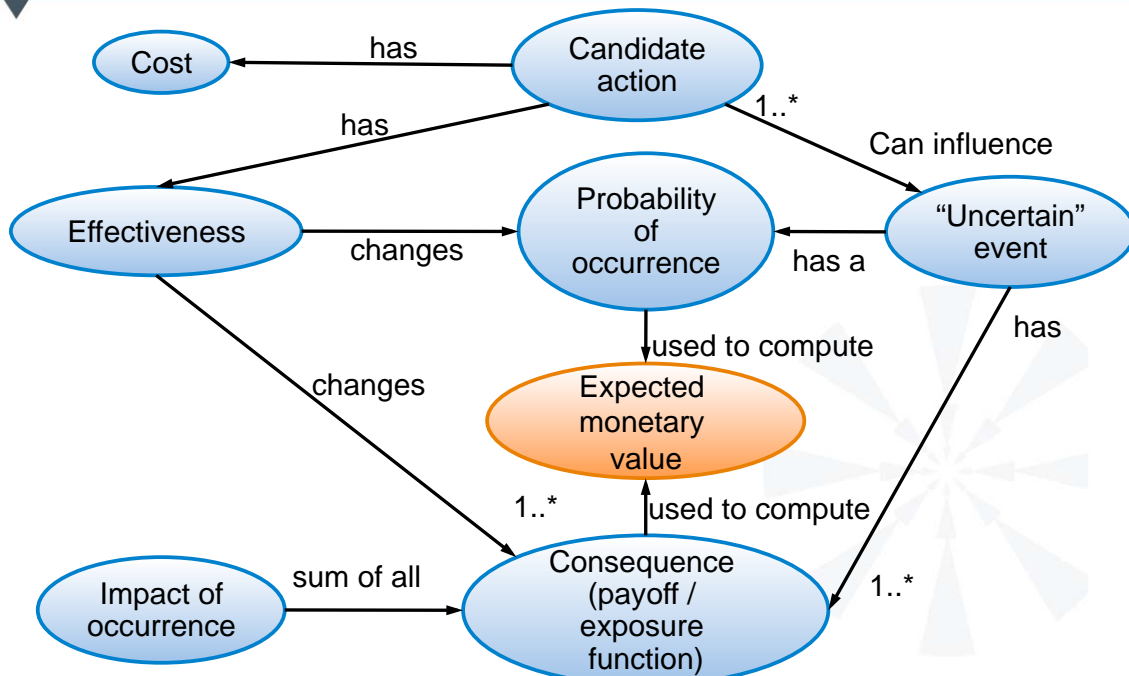 Cost
has
Candidate
action
1..*
has
Can influence
Effectiveness
changes
Probability
of
occurrence
has a
“Uncertain”
event
used to compute
has
changes
Expected
monetary
value
1..*
used to compute
Impact of
occurrence
sum of all
Consequence
(payoff /
exposure
function)
1..*